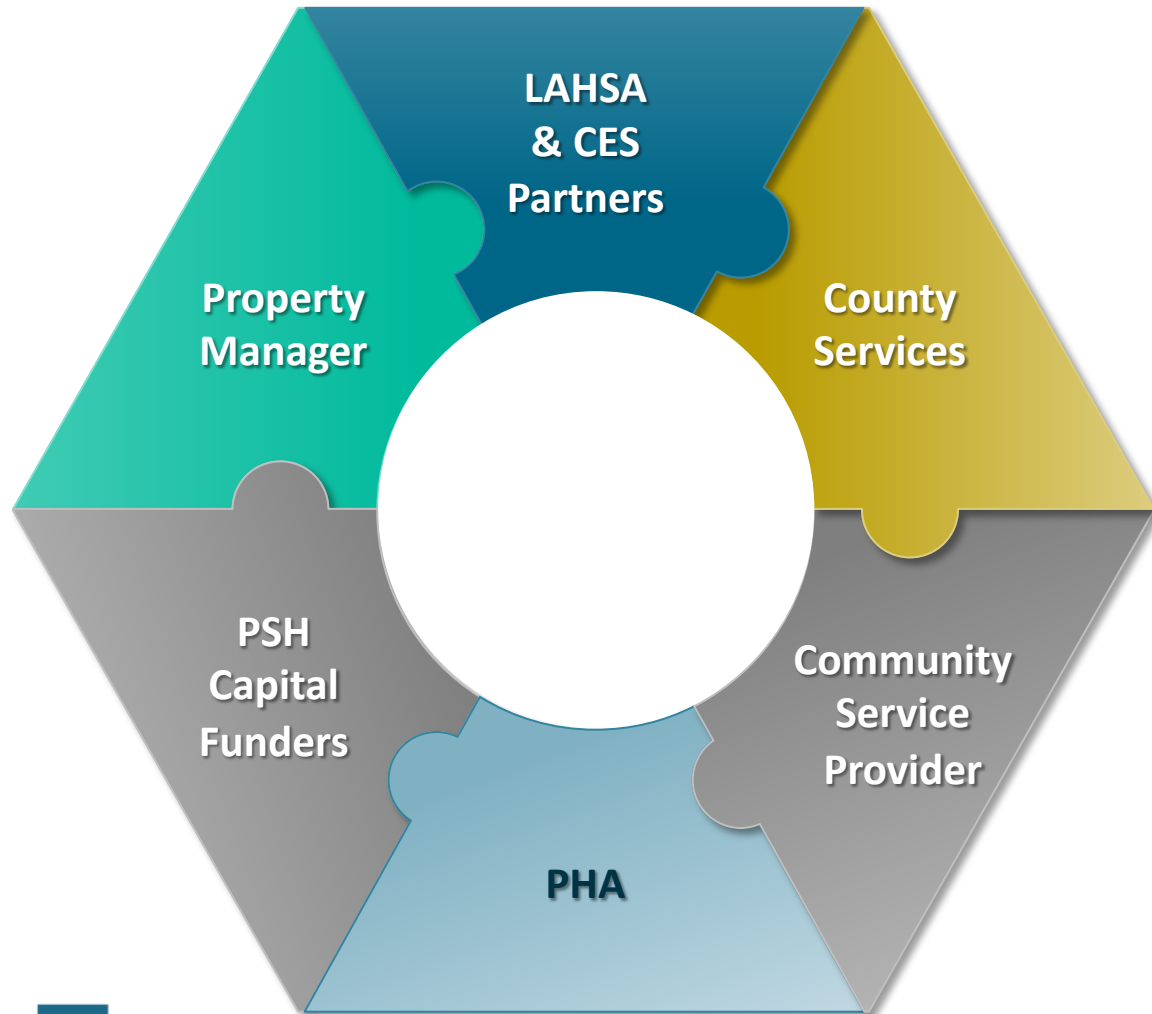 LAHSA
& CES
Partners
County
Services
Community
Service
Provider
PHA
PSH
Capital
Funders
Property
Manager